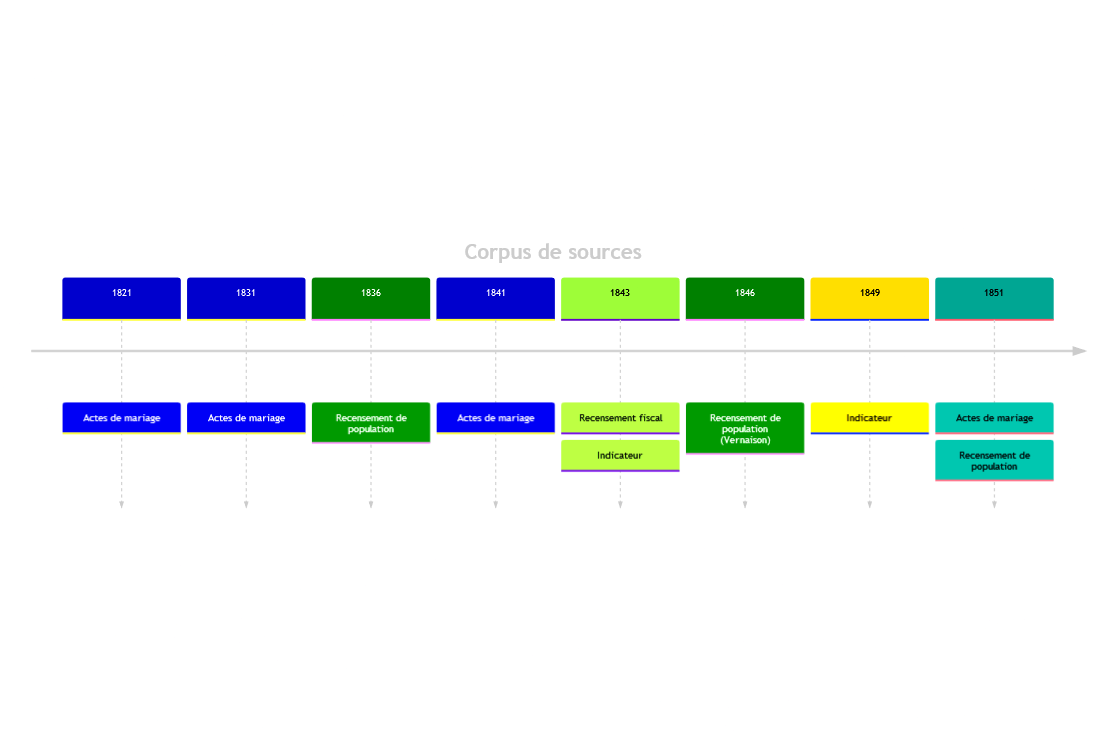 Corpus de sources
1821
1831
1836
1841
1843
1846
1849
1851
Actes de mariage
Actes de mariage
Recensement de
population
Actes de mariage
Recensement fiscal
Indicateur
Recensement de
population
(Vernaison)
Indicateur
Actes de mariage
Recensement de
population